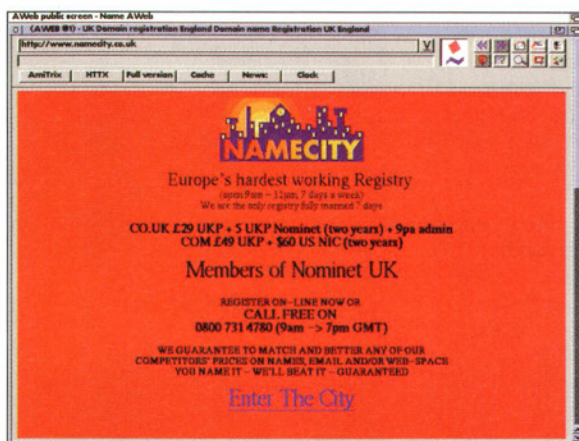 AWeb public screen - Name AWeb
(AWEB #1) - UK Domain registration England Domain name Registration UK England
http://www.namecity.co.uk
AmiTrix HTTX Full version Cache News: Clock
NAMECITY
Europe's hardest working Registry
(open 9am - 7 days a week)
We are the only registry fully manned 7 days
CO.UK £29 UKP + 5 UKP Nominet (two years) + 9pa admin
COM £49 UKP + $60 US NIC (two years)
Members of Nominet UK
REGISTER ON-LINE NOW OR
CALL FREE ON
0800 731 4780 (9am -> 7pm GMT)
WE GUARANTEE TO MATCH AND BETTER ANY OF OUR
COMPETITORS' PRICES ON NAMES, EMAIL AND/OR WEB-SPACE
YOU NAME IT - WE'LL BEAT IT - GUARANTEED
Enter The City